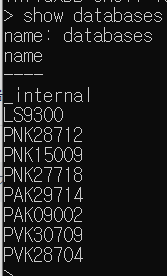 > show databases
name: databases
name
----
_internal
LS9300
PNK28712
PNK15009
PNK27718
PAK29714
PAK09002
PVK30709
PVK28704